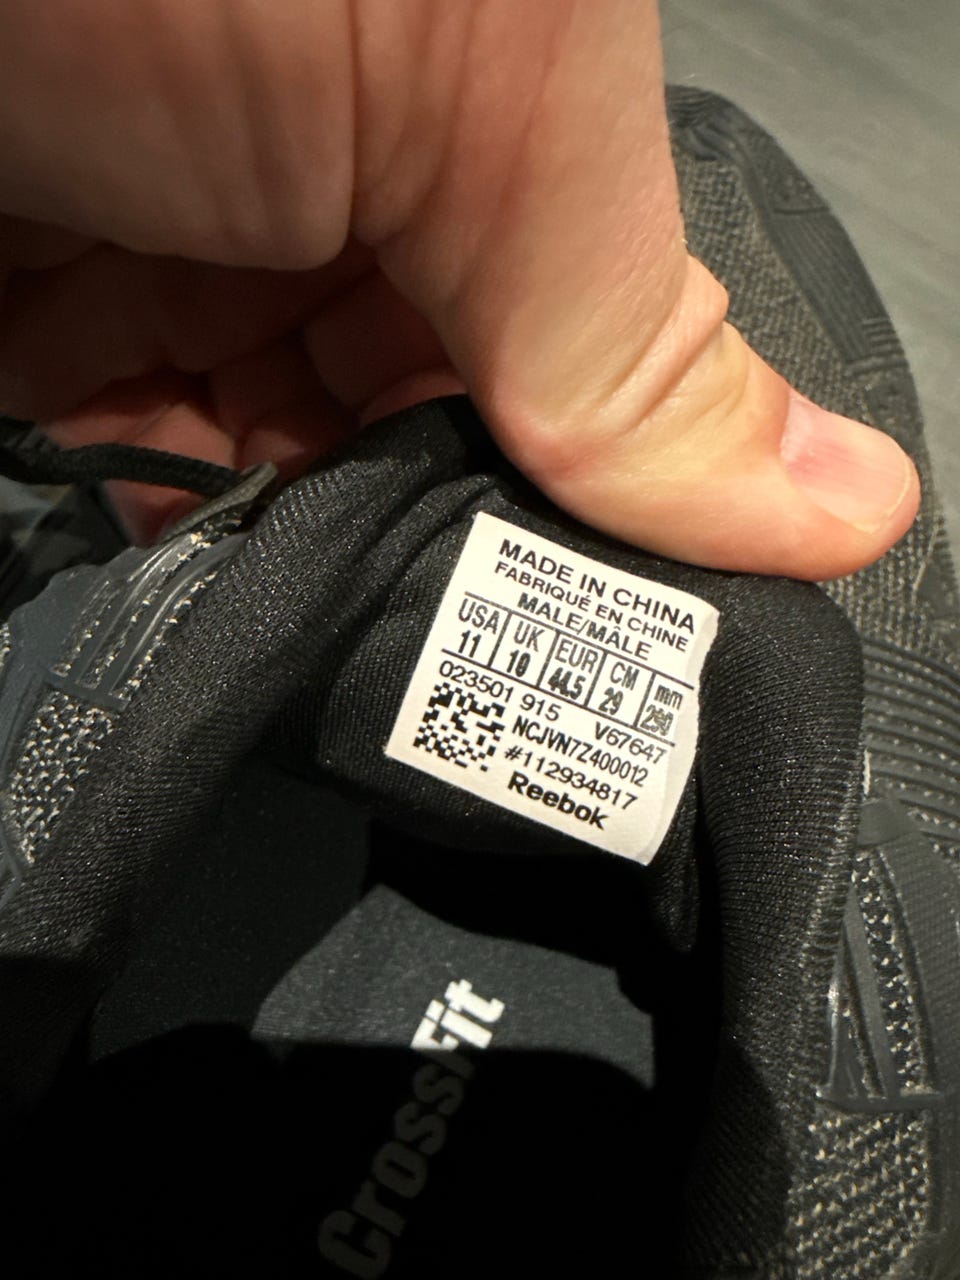 MADE IN CHINA
FABRIQUÉ EN CHINE
MALE/MÂLE
USA UK EUR CM mm
11 10 44.5 29 290
023501 915 V67647
NCJVN7Z400012
#112934817
Reebok
CrossFit